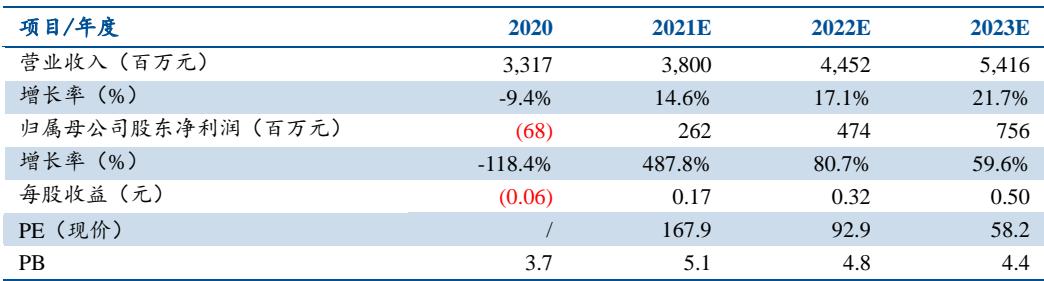 项目/年度 2020 2021E 2022E 2023E
营业收入（百万元） 3,317 3,800 4,452 5,416
增长率（%） -9.4% 14.6% 17.1% 21.7%
归属母公司股东净利润（百万元） (68) 262 474 756
增长率（%） -118.4% 487.8% 80.7% 59.6%
每股收益（元） (0.06) 0.17 0.32 0.50
PE（现价） / 167.9 92.9 58.2
PB 3.7 5.1 4.8 4.4